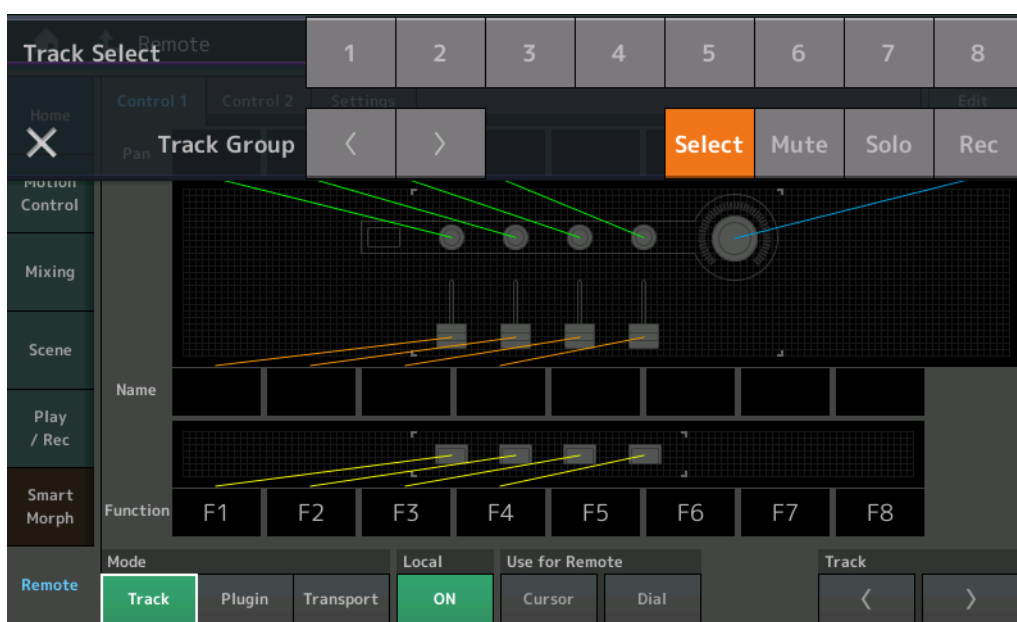 Remote
Track Select 1 2 3 4 5 6 7 8
Home Control 1 Control 2 Settings Edit
Pan Track Group < > Select Mute Solo Rec
Motion
Control
Mixing
Scene
Name
Play
/ Rec
Smart
Morph
Function F1 F2 F3 F4 F5 F6 F7 F8
Mode Local Use for Remote Track
Remote Track Plugin Transport ON Cursor Dial < >